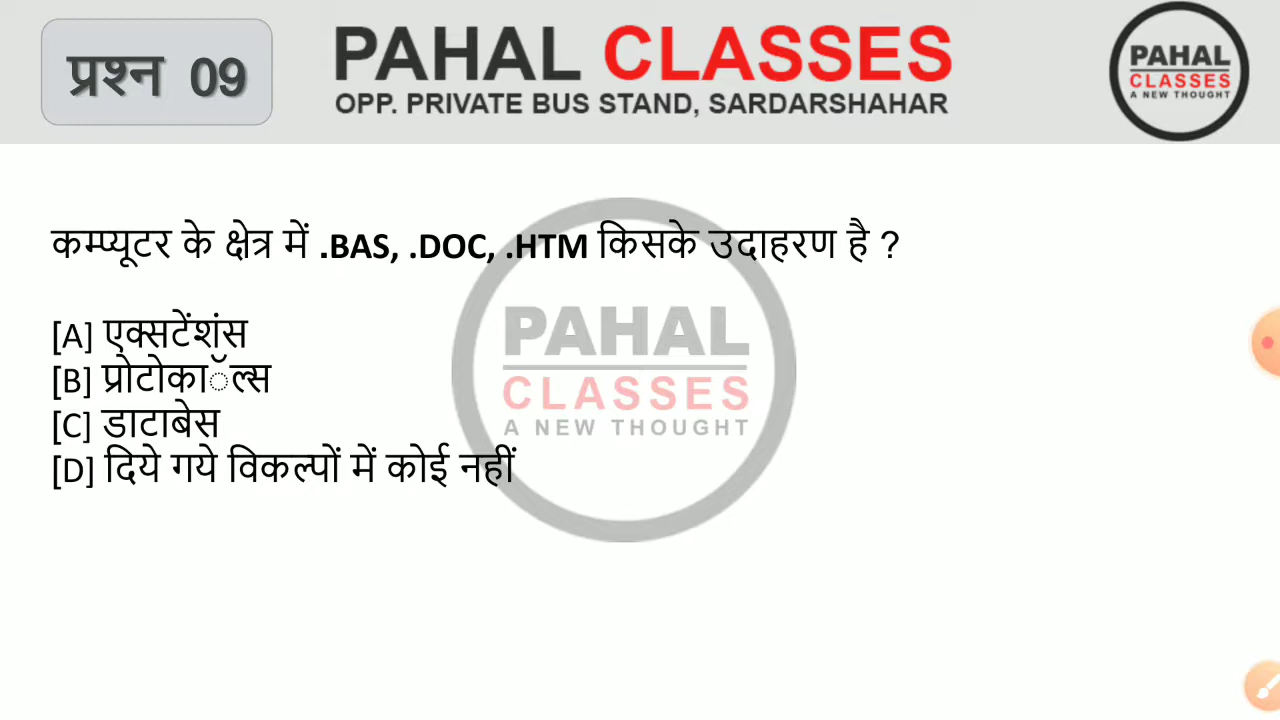 प्रश्न 09
PAHAL CLASSES
OPP. PRIVATE BUS STAND, SARDARSHAHAR
PAHAL
CLASSES
A NEW THOUGHT
कम्प्यूटर के क्षेत्र में .BAS, .DOC, .HTM किसके उदाहरण है ?
[A] एक्सटेंशंस
[B] प्रोटोकाॅल्स
[C] डाटाबेस
[D] दिये गये विकल्पों में कोई नहीं
PAHAL
CLASSES
A NEW THOUGHT